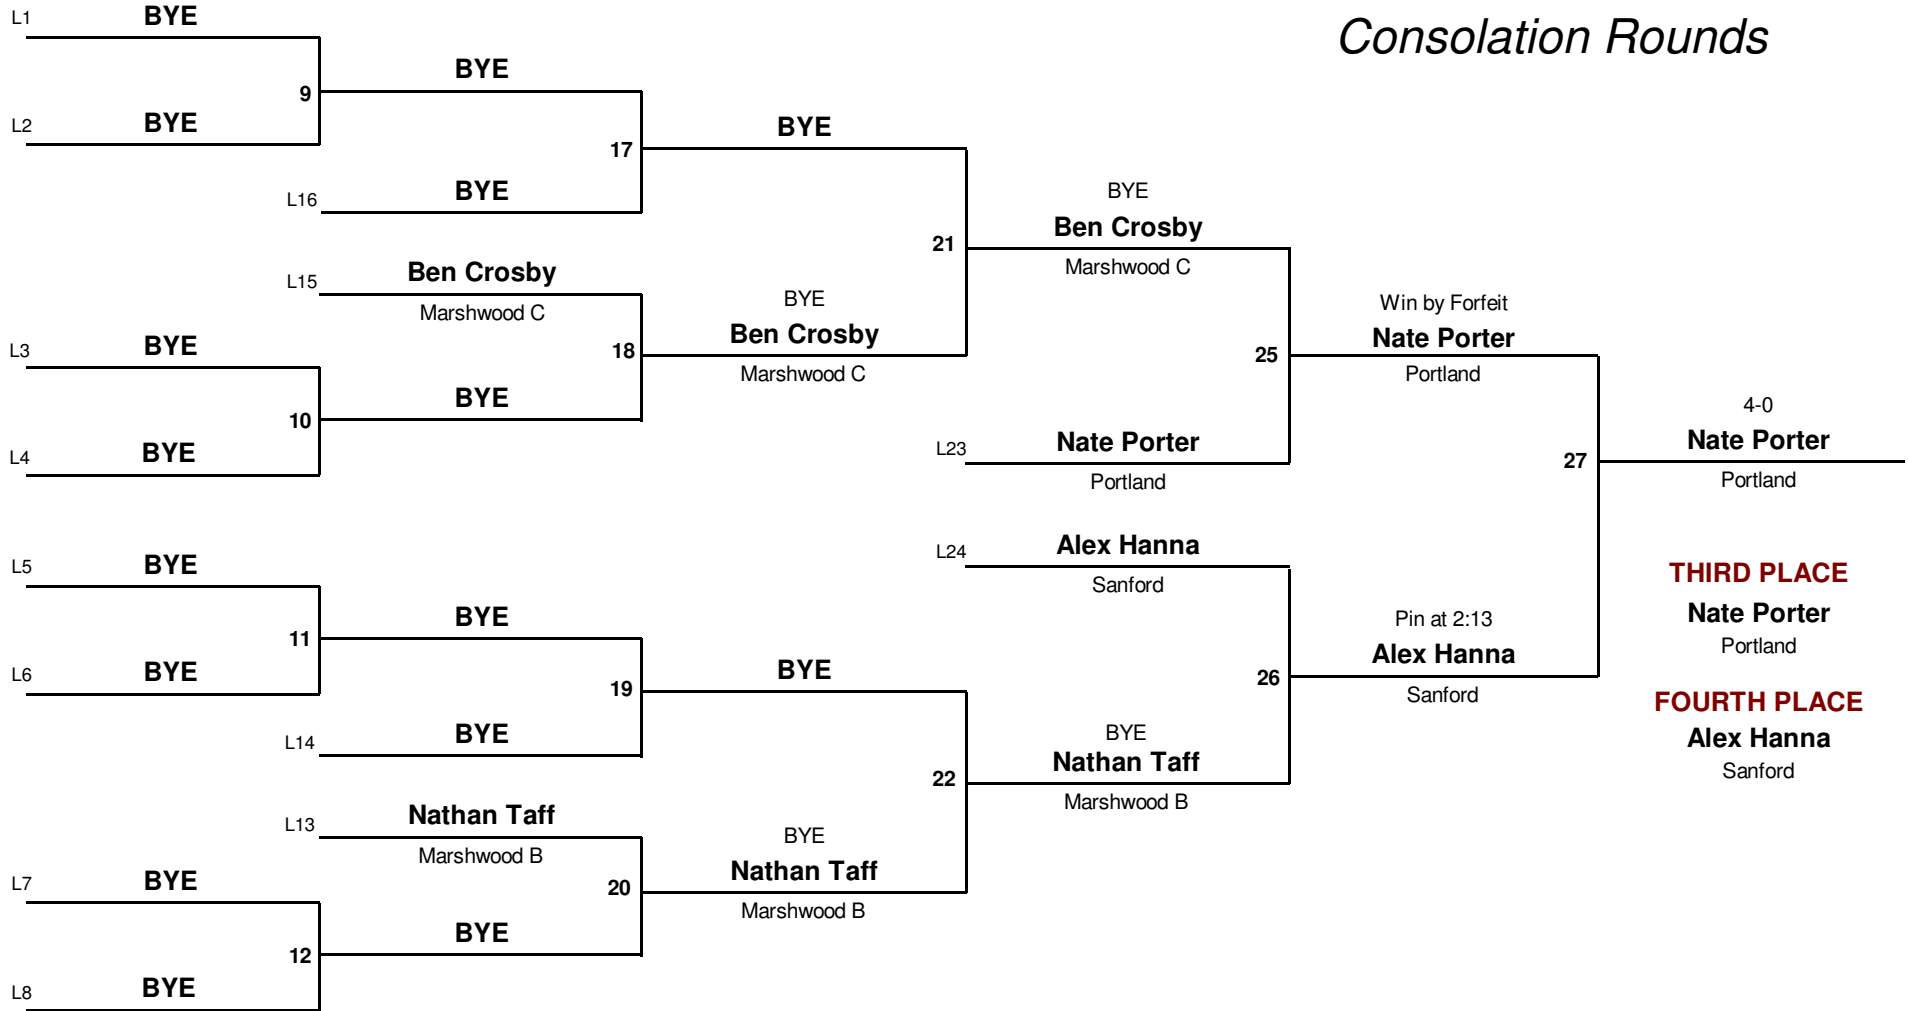 Consolation Rounds
L1 BYE
9
L2 BYE
BYE
17
L16 BYE
BYE
21
L15 Ben Crosby
Marshwood C
18
L3 BYE
10
L4 BYE
BYE
BYE
Ben Crosby
Marshwood C
BYE
Ben Crosby
Marshwood C
25
L23 Nate Porter
Portland
Win by Forfeit
Nate Porter
Portland
27
4-0
Nate Porter
Portland
L5 BYE
11
L6 BYE
BYE
19
L14 BYE
BYE
22
L13 Nathan Taff
Marshwood B
20
L7 BYE
12
L8 BYE
BYE
BYE
Nathan Taff
Marshwood B
L24 Alex Hanna
Sanford
26
BYE
Nathan Taff
Marshwood B
Pin at 2:13
Alex Hanna
Sanford
THIRD PLACE
Nate Porter
Portland
FOURTH PLACE
Alex Hanna
Sanford